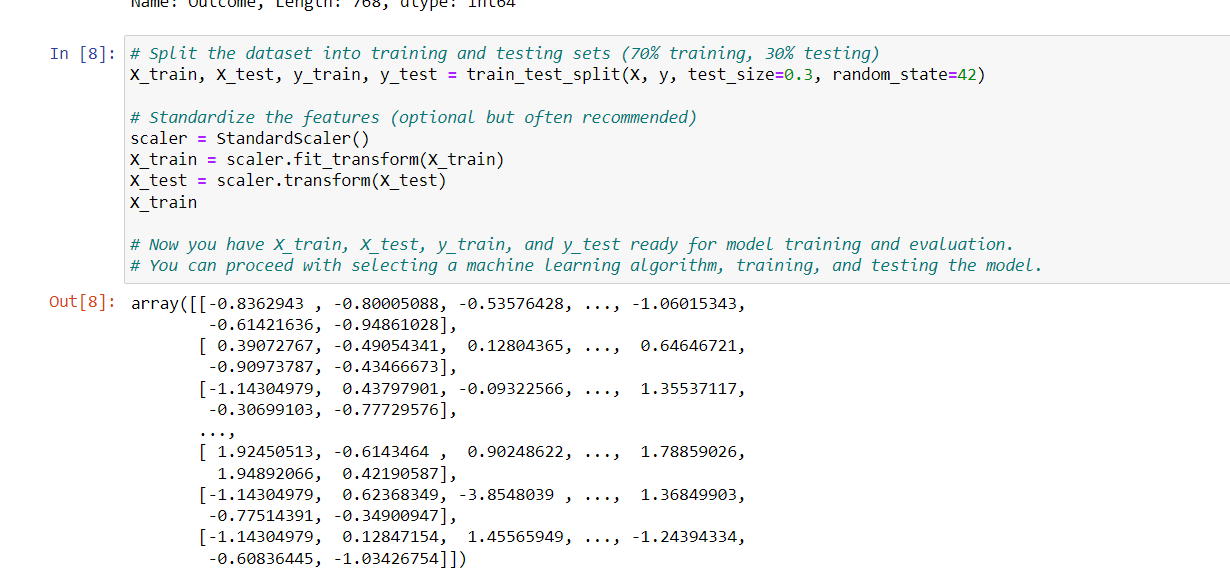 Name: Outcome, Length: 768, dtype: int64
In [8]: # Split the dataset into training and testing sets (70% training, 30% testing)
X_train, X_test, y_train, y_test = train_test_split(X, y, test_size=0.3, random_state=42)
# Standardize the features (optional but often recommended)
scaler = StandardScaler()
X_train = scaler.fit_transform(X_train)
X_test = scaler.transform(X_test)
X_train
# Now you have X_train, X_test, y_train, and y_test ready for model training and evaluation.
# You can proceed with selecting a machine learning algorithm, training, and testing the model.
Out[8]: array([[-0.8362943 , -0.80005088, -0.53576428, ..., -1.06015343,
-0.61421636, -0.94861028],
[ 0.39072767, -0.49054341,  0.12804365, ...,  0.64646721,
-0.90973787, -0.43466673],
[-1.14304979,  0.43797901, -0.09322566, ...,  1.35537117,
-0.30699103, -0.77729576],
...,
[ 1.92450513, -0.6143464 ,  0.90248622, ...,  1.78859026,
1.94892066,  0.42190587],
[-1.14304979,  0.62368349, -3.8548039 , ...,  1.36849903,
-0.77514391, -0.34900947],
[-1.14304979,  0.12847154,  1.45565949, ..., -1.24394334,
-0.60836445, -1.03426754]])